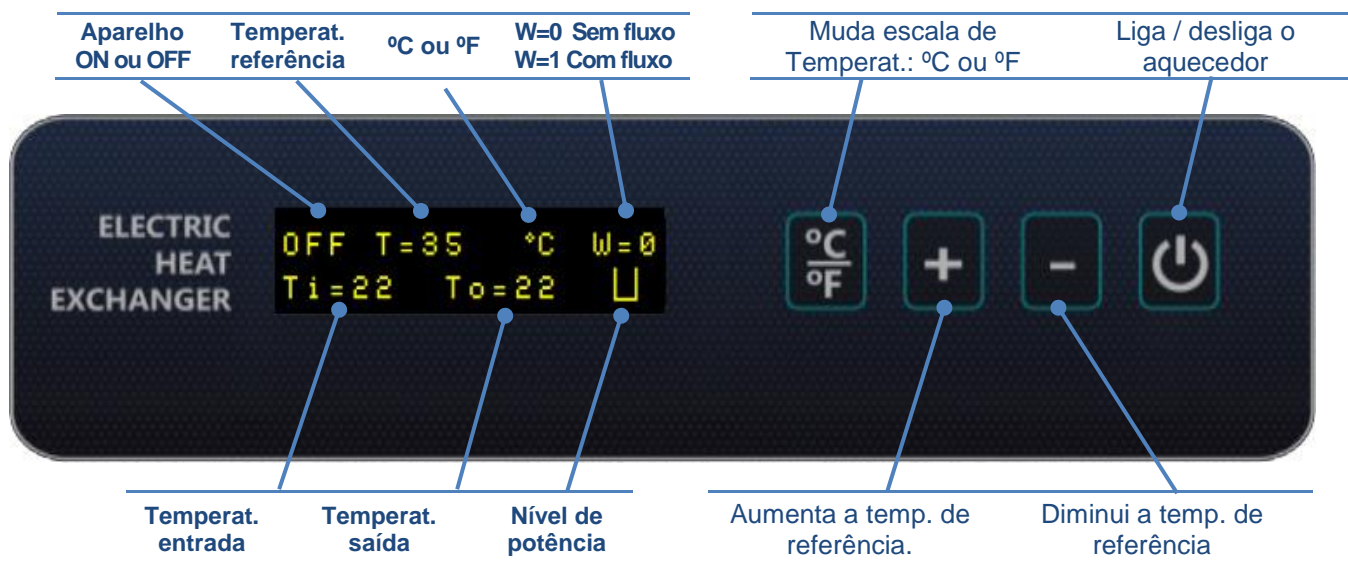 Aparelho
ON ou OFF
Temperat.
referência
ºC ou ºF
W=0 Sem fluxo
W=1 Com fluxo
Muda escala de
Temperat.: ºC ou ºF
Liga / desliga o
aquecedor
ELECTRIC
HEAT
EXCHANGER
OFF T=35 °C W=0
Ti=22 To=22
°C
°F
+
-
Temperat.
entrada
Temperat.
saída
Nível de
potência
Aumenta a temp. de
referência.
Diminui a temp. de
referência